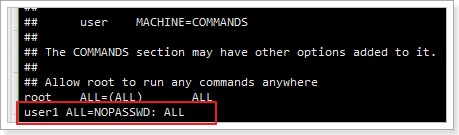 ##
##      user    MACHINE=COMMANDS
##
## The COMMANDS section may have other options added to it.
##
## Allow root to run any commands anywhere
root    ALL=(ALL)       ALL
user1 ALL=NOPASSWD: ALL